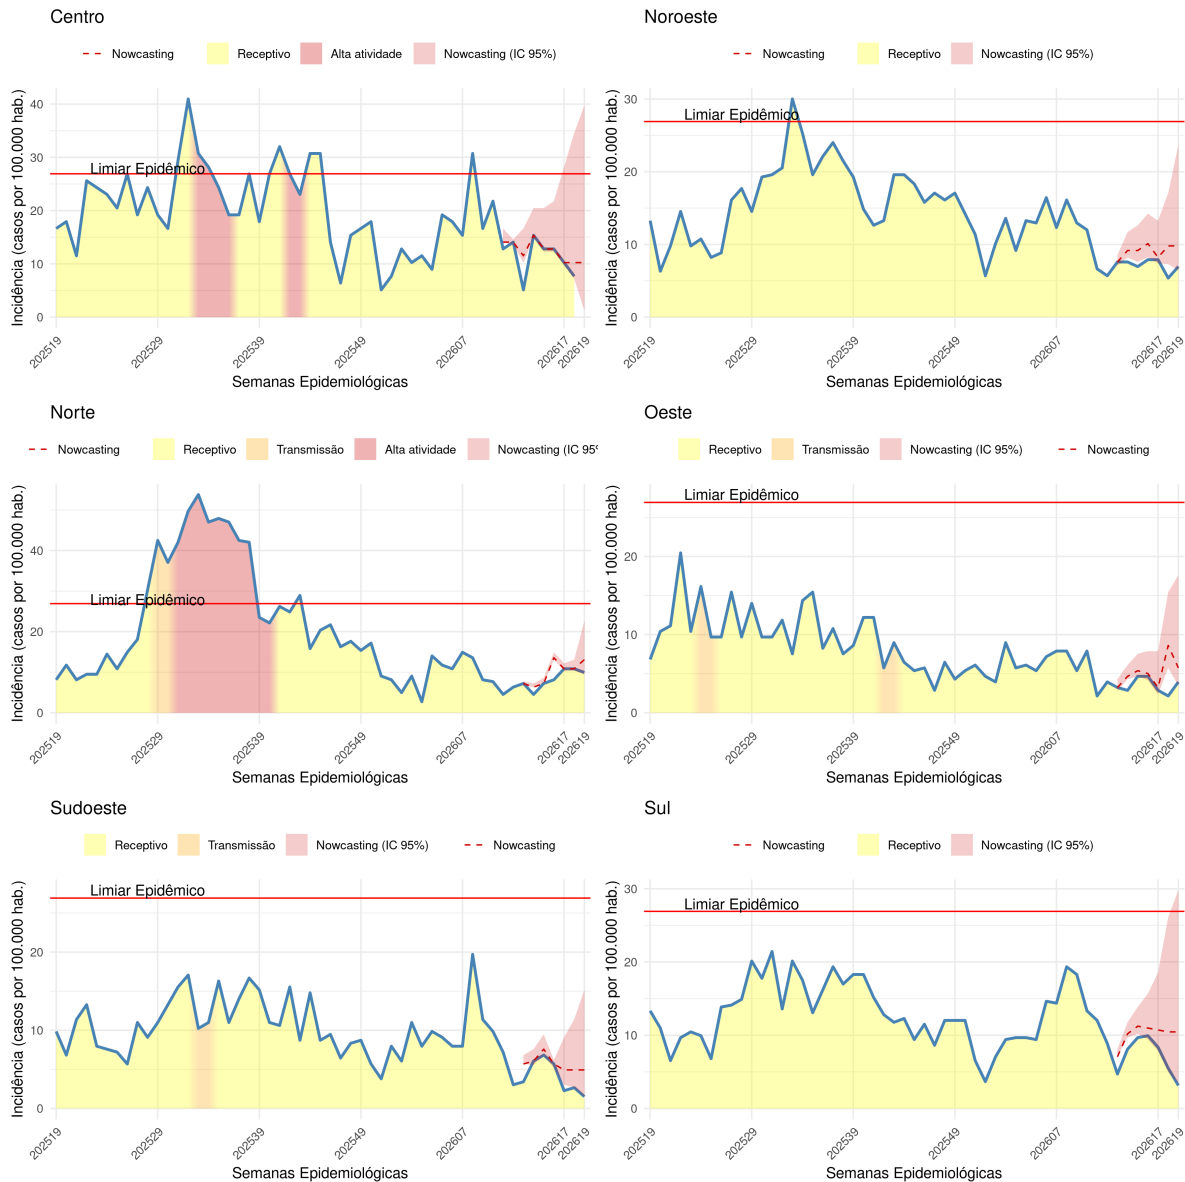 Centro
Nowcasting Receptivo Alta atividade Nowcasting (IC 95%)
Incidência (casos por 100.000 hab.)
40
30
20
10
0
Limiar Epidêmico
202519 202529 202539 202549 202607 202617 202619
Semanas Epidemiológicas
Noroeste
Nowcasting Receptivo Nowcasting (IC 95%)
Incidência (casos por 100.000 hab.)
30
20
10
0
Limiar Epidêmico
202519 202529 202539 202549 202607 202617 202619
Semanas Epidemiológicas
Norte
Nowcasting Receptivo Transmissão Alta atividade Nowcasting (IC 95%
Incidência (casos por 100.000 hab.)
40
20
0
Limiar Epidêmico
202519 202529 202539 202549 202607 202617 202619
Semanas Epidemiológicas
Oeste
Receptivo Transmissão Nowcasting (IC 95%) Nowcasting
Incidência (casos por 100.000 hab.)
20
10
0
Limiar Epidêmico
202519 202529 202539 202549 202607 202617 202619
Semanas Epidemiológicas
Sudoeste
Receptivo Transmissão Nowcasting (IC 95%) Nowcasting
Incidência (casos por 100.000 hab.)
20
10
0
Limiar Epidêmico
202519 202529 202539 202549 202607 202617 202619
Semanas Epidemiológicas
Sul
Nowcasting Receptivo Nowcasting (IC 95%)
Incidência (casos por 100.000 hab.)
30
20
10
0
Limiar Epidêmico
202519 202529 202539 202549 202607 202617 202619
Semanas Epidemiológicas